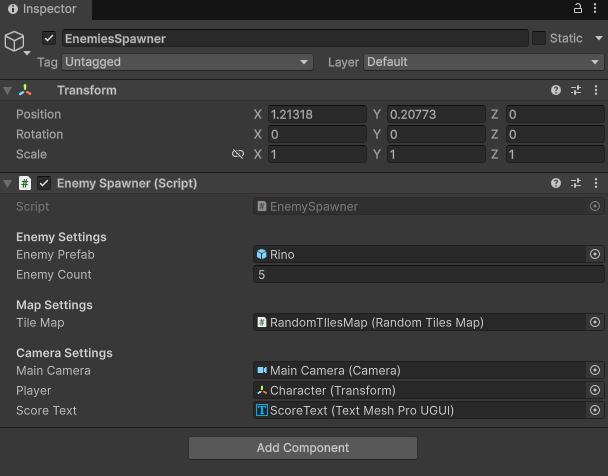 Inspector
EnemiesSpawner
Static
Tag Untagged Layer Default
Transform
Position X 1.21318 Y 0.20773 Z 0
Rotation X 0 Y 0 Z 0
Scale X 1 Y 1 Z 1
# Enemy Spawner (Script)
Script # EnemySpawner
Enemy Settings
Enemy Prefab Rino
Enemy Count 5
Map Settings
Tile Map # RandomTIlesMap (Random Tiles Map)
Camera Settings
Main Camera Main Camera (Camera)
Player Character (Transform)
Score Text T ScoreText (Text Mesh Pro UGUI)
Add Component